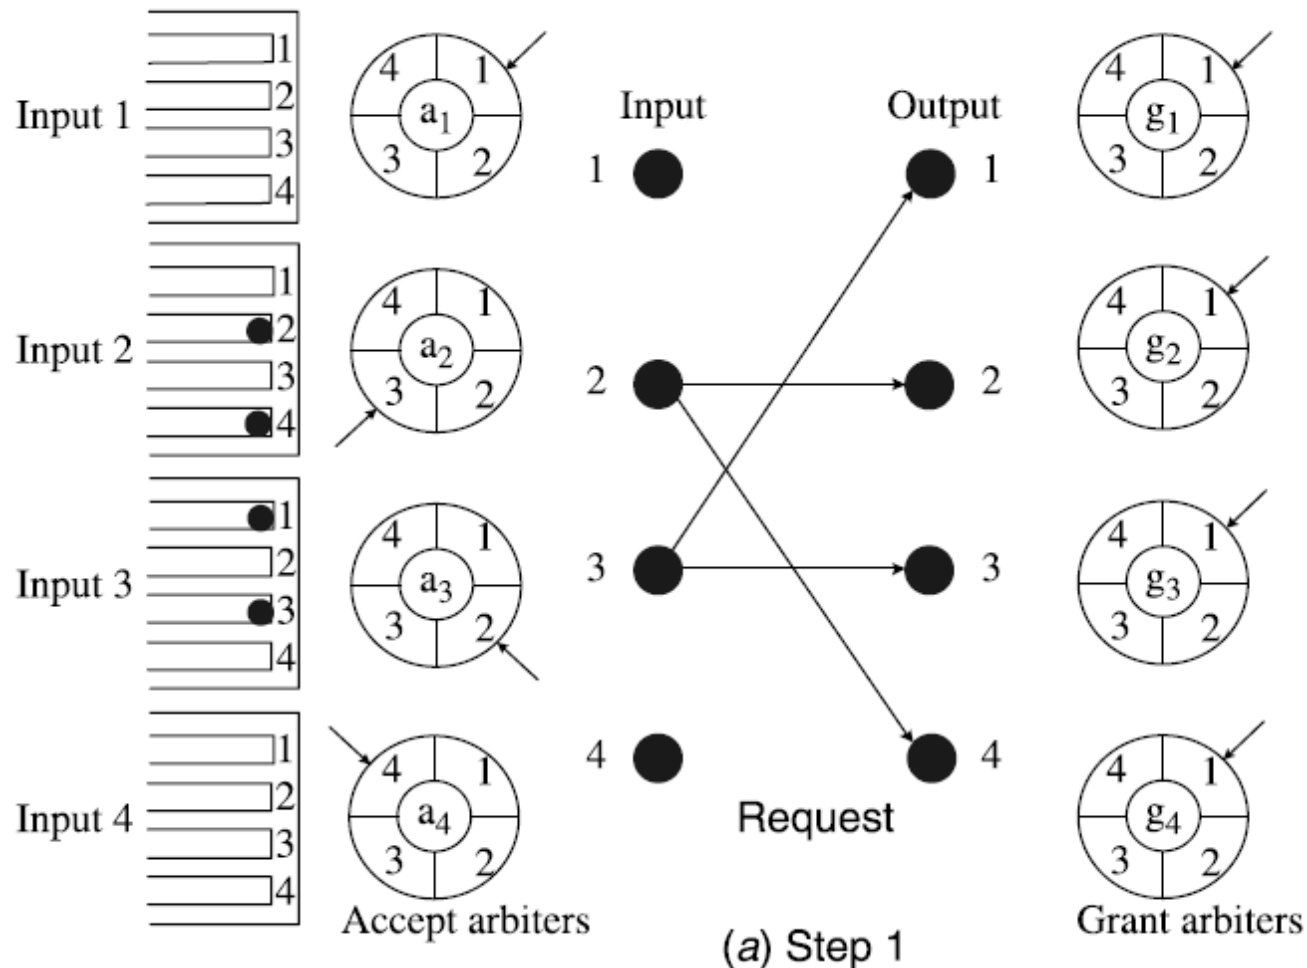 Input 1
1
2
3
4
4 1
a1
3 2
Input
Output
1
1
4 1
g1
3 2
Input 2
1
2
3
4
4 1
a2
3 2
2
2
4 1
g2
3 2
Input 3
1
2
3
4
4 1
a3
3 2
3
3
4 1
g3
3 2
Input 4
1
2
3
4
4 1
a4
3 2
4
4
4 1
g4
3 2
Request
Accept arbiters
Grant arbiters
(a) Step 1